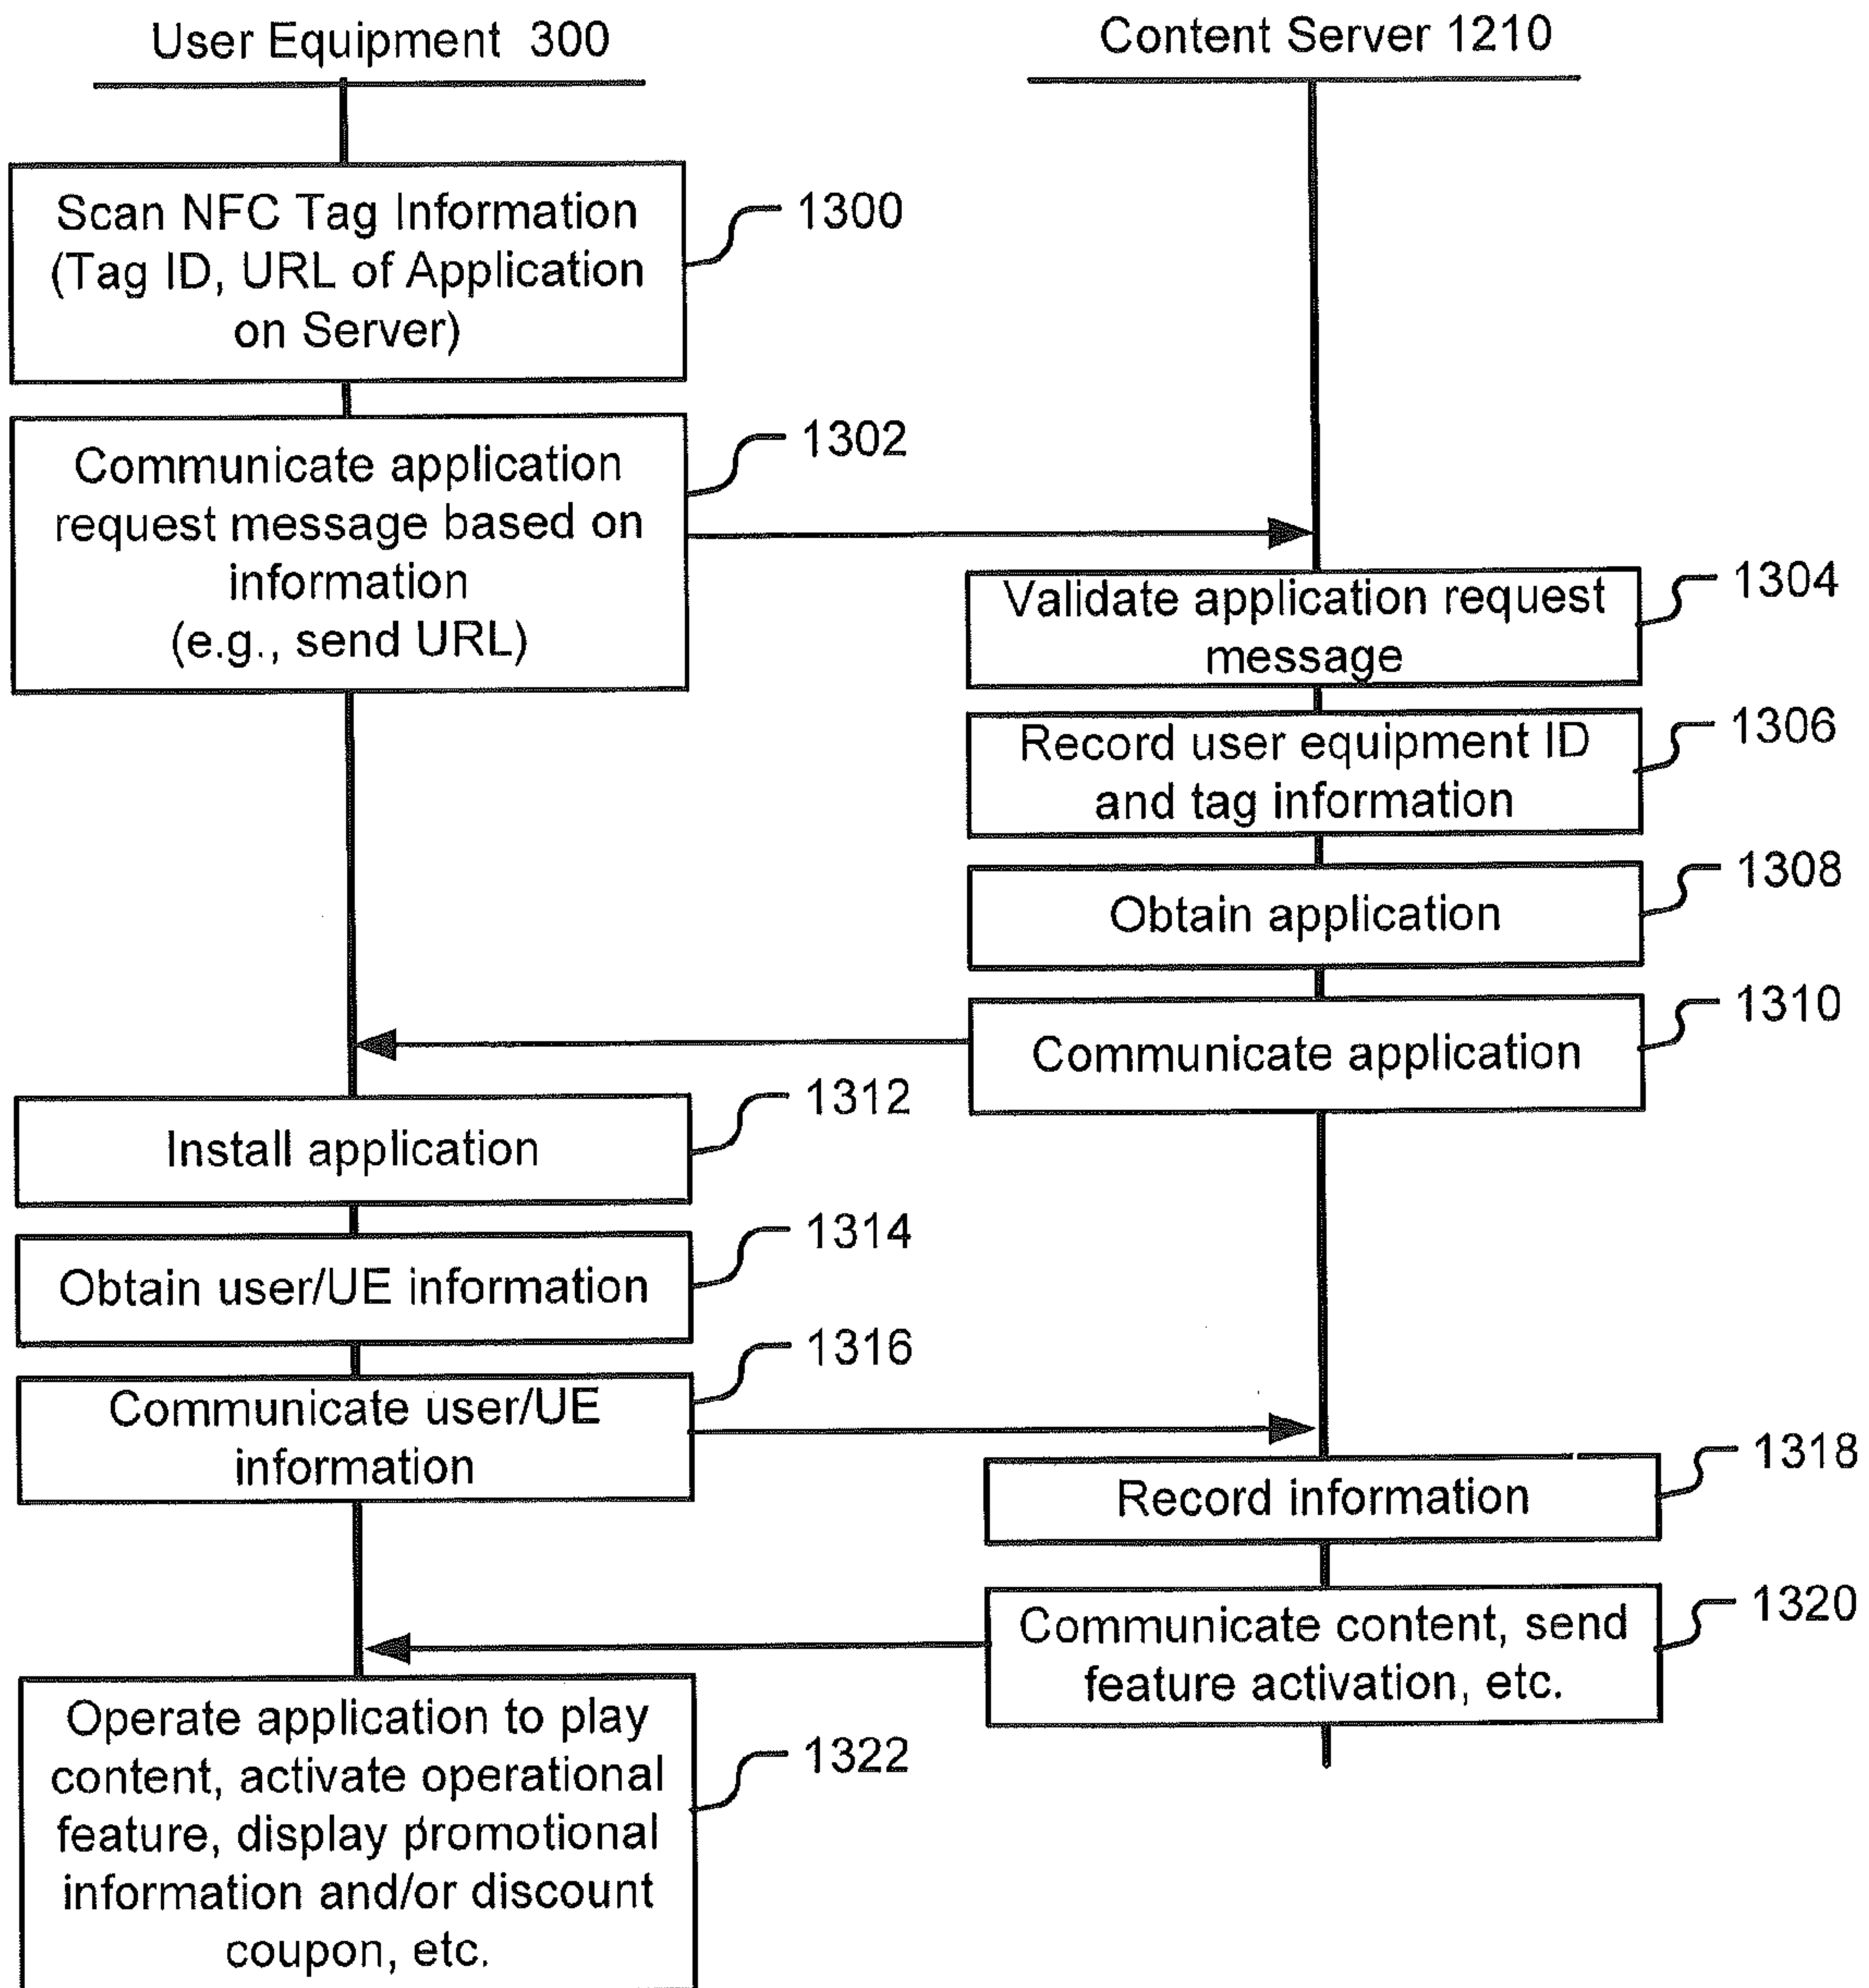 User Equipment 300
Content Server 1210
Scan NFC Tag Information
(Tag ID, URL of Application
on Server)
1300
Communicate application
request message based on
information
(e.g., send URL)
1302
Validate application request
message
1304
Record user equipment ID
and tag information
1306
Obtain application
1308
Communicate application
1310
Install application
1312
Obtain user/UE information
1314
Communicate user/UE
information
1316
Record information
1318
Communicate content, send
feature activation, etc.
1320
Operate application to play
content, activate operational
feature, display promotional
information and/or discount
coupon, etc.
1322